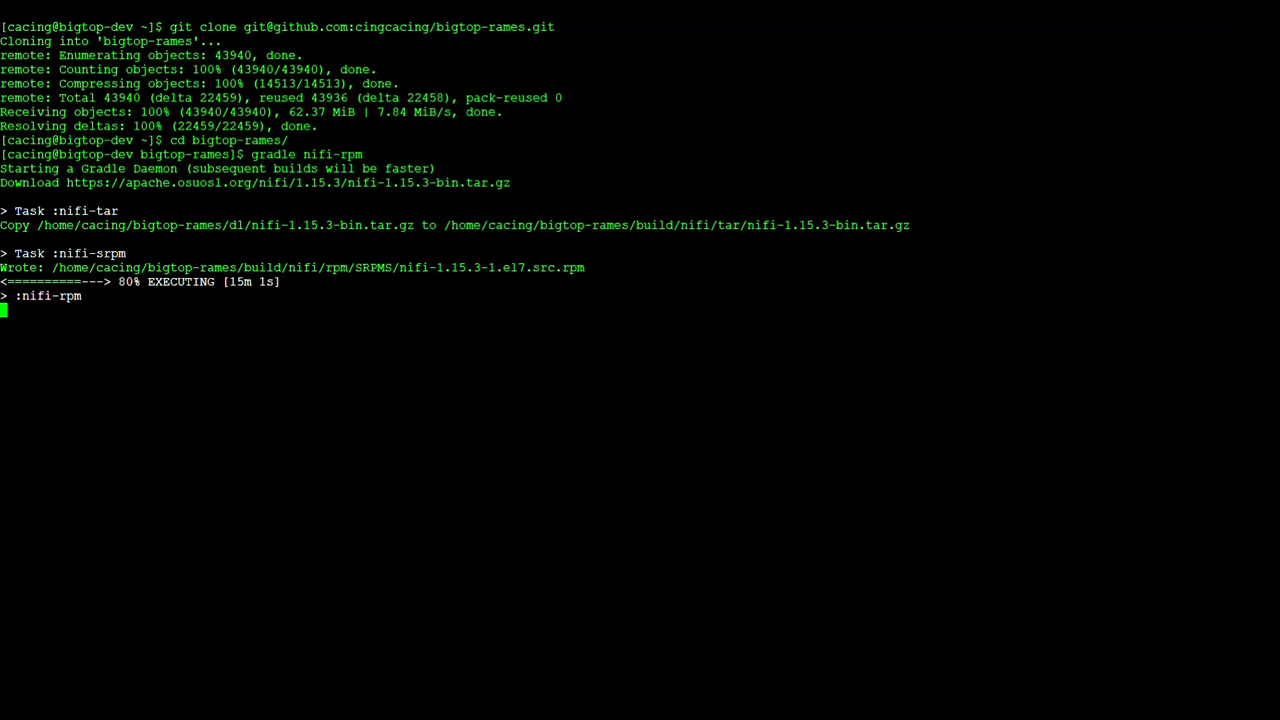 [cacing@bigtop-dev ~]$ git clone git@github.com:cingcacing/bigtop-rames.git
Cloning into 'bigtop-rames'...
remote: Enumerating objects: 43940, done.
remote: Counting objects: 100% (43940/43940), done.
remote: Compressing objects: 100% (14513/14513), done.
remote: Total 43940 (delta 22459), reused 43936 (delta 22458), pack-reused 0
Receiving objects: 100% (43940/43940), 62.37 MiB | 7.84 MiB/s, done.
Resolving deltas: 100% (22459/22459), done.
[cacing@bigtop-dev ~]$ cd bigtop-rames/
[cacing@bigtop-dev bigtop-rames]$ gradle nifi-rpm
Starting a Gradle Daemon (subsequent builds will be faster)
Download https://apache.osuosl.org/nifi/1.15.3/nifi-1.15.3-bin.tar.gz
> Task :nifi-tar
Copy /home/cacing/bigtop-rames/dl/nifi-1.15.3-bin.tar.gz to /home/cacing/bigtop-rames/build/nifi/tar/nifi-1.15.3-bin.tar.gz
> Task :nifi-srpm
Wrote: /home/cacing/bigtop-rames/build/nifi/rpm/SRPMS/nifi-1.15.3-1.el7.src.rpm
<==========---> 80% EXECUTING [15m 1s]
> :nifi-rpm